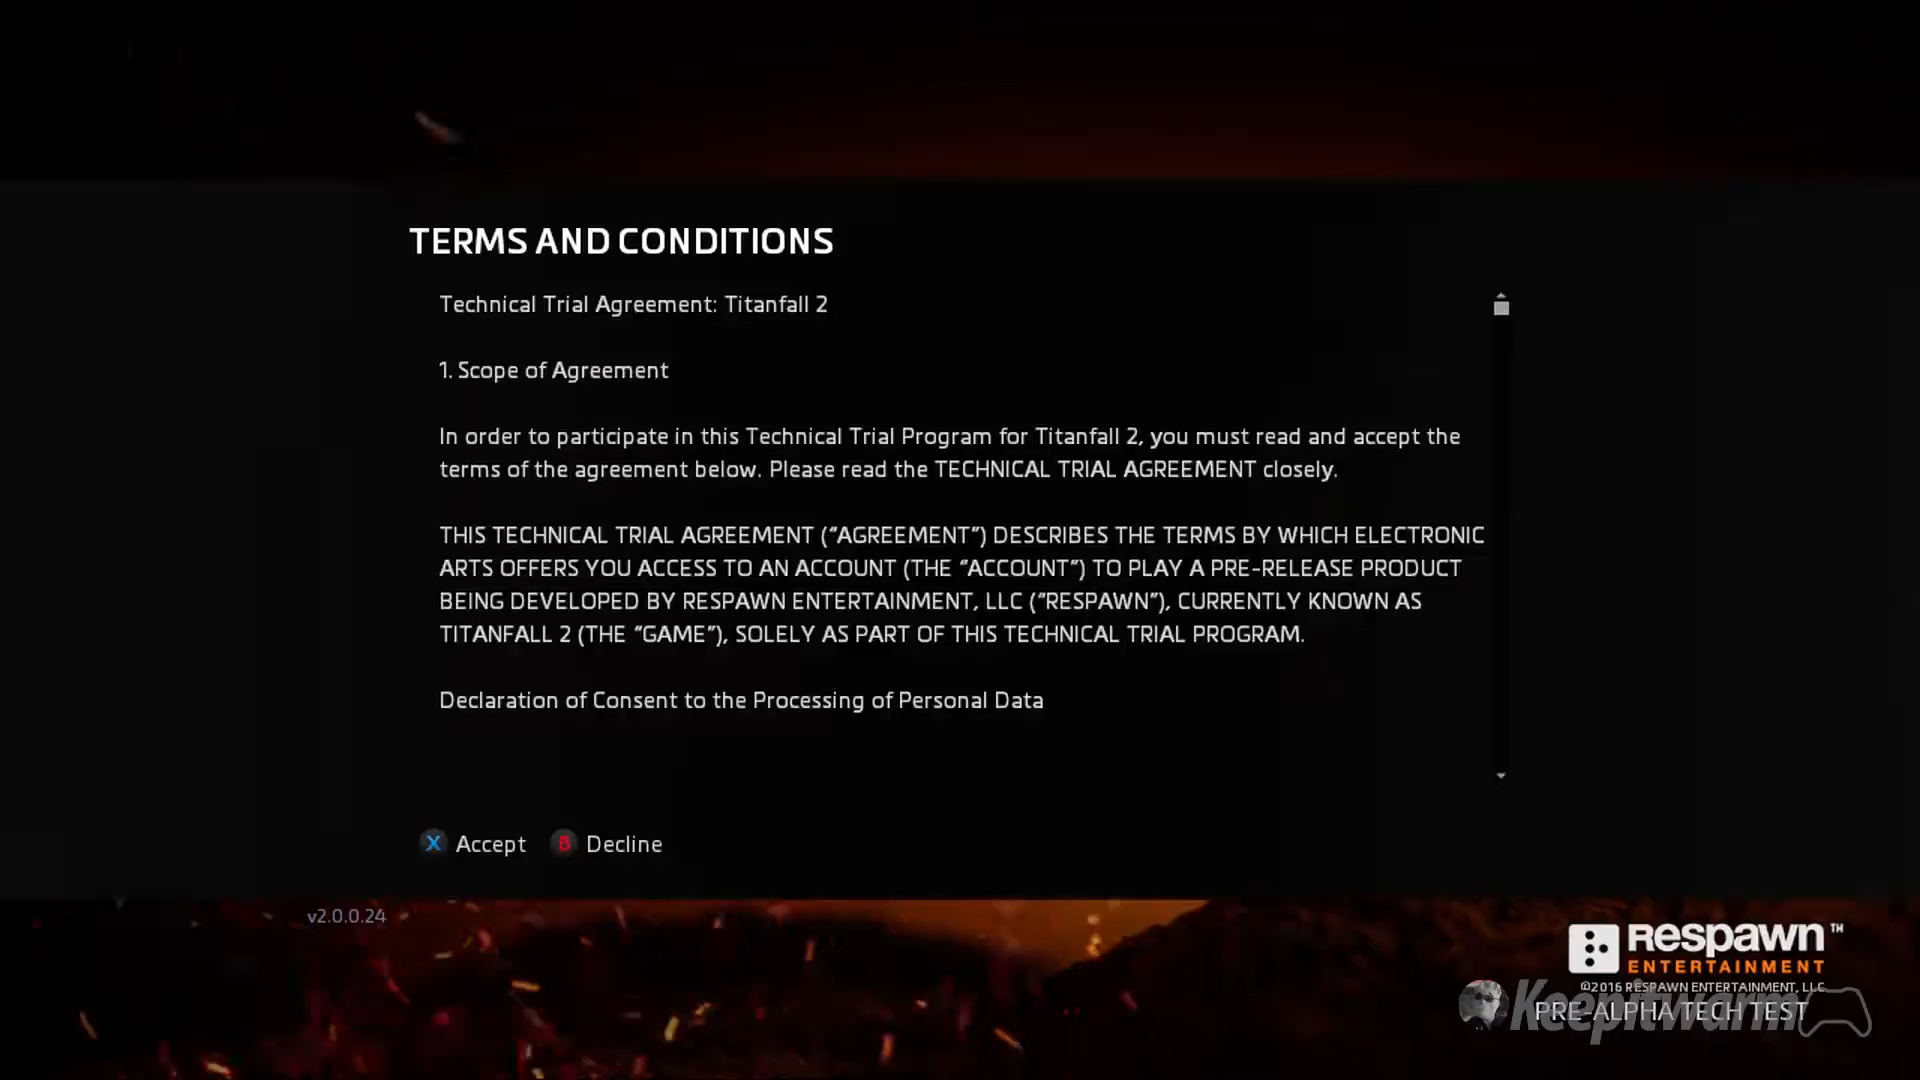 TERMS AND CONDITIONS
Technical Trial Agreement: Titanfall 2
1. Scope of Agreement
In order to participate in this Technical Trial Program for Titanfall 2, you must read and accept the
terms of the agreement below. Please read the TECHNICAL TRIAL AGREEMENT closely.
THIS TECHNICAL TRIAL AGREEMENT (“AGREEMENT”) DESCRIBES THE TERMS BY WHICH ELECTRONIC
ARTS OFFERS YOU ACCESS TO AN ACCOUNT (THE “ACCOUNT”) TO PLAY A PRE-RELEASE PRODUCT
BEING DEVELOPED BY RESPAWN ENTERTAINMENT, LLC (“RESPAWN”), CURRENTLY KNOWN AS
TITANFALL 2 (THE “GAME”), SOLELY AS PART OF THIS TECHNICAL TRIAL PROGRAM.
Declaration of Consent to the Processing of Personal Data
X Accept B Decline
v2.0.0.24
Respawn™
ENTERTAINMENT
©2016 RESPAWN ENTERTAINMENT, LLC
PRE-ALPHA TECH TEST
Keepitwarm